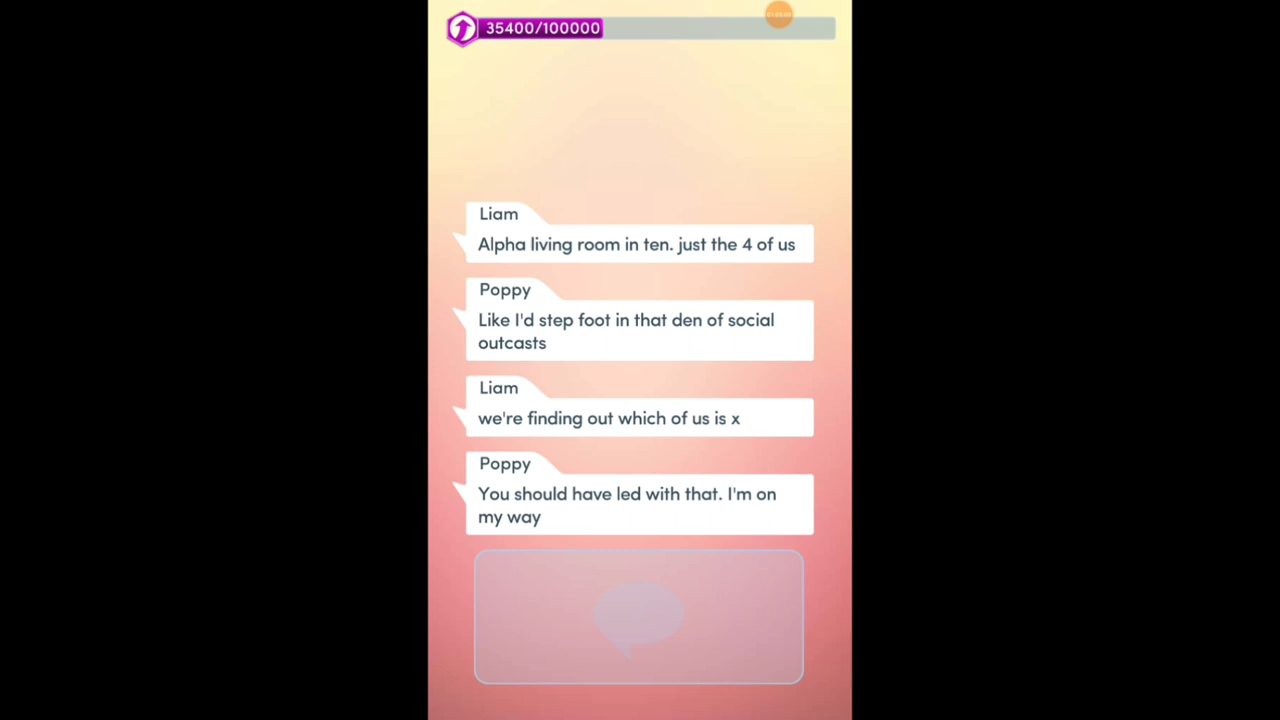 35400/100000
Liam
Alpha living room in ten. just the 4 of us
Poppy
Like I'd step foot in that den of social
outcasts
Liam
we're finding out which of us is x
Poppy
You should have led with that. I'm on
my way